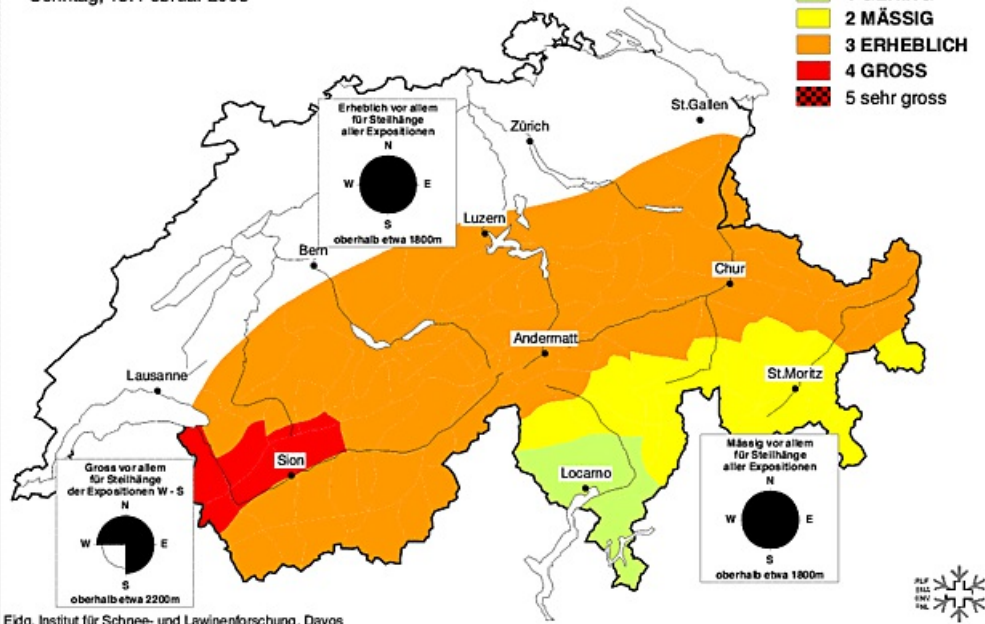 2 MÄSSIG
3 ERHEBLICH
4 GROSS
5 sehr gross
St.Gallen
Zürich
Erheblich vor allem
für Steilhänge
aller Expositionen
N
W E
S
oberhalb etwa 1800m
Luzern
Bern
Chur
Andermatt
St.Moritz
Lausanne
Sion
Locarno
Gross vor allem
für Steilhänge
der Expositionen W - S
N
W E
S
oberhalb etwa 2200m
Mässig vor allem
für Steilhänge
aller Expositionen
N
W E
S
oberhalb etwa 1800m
SLF
Eidg. Institut für Schnee- und Lawinenforschung, Davos